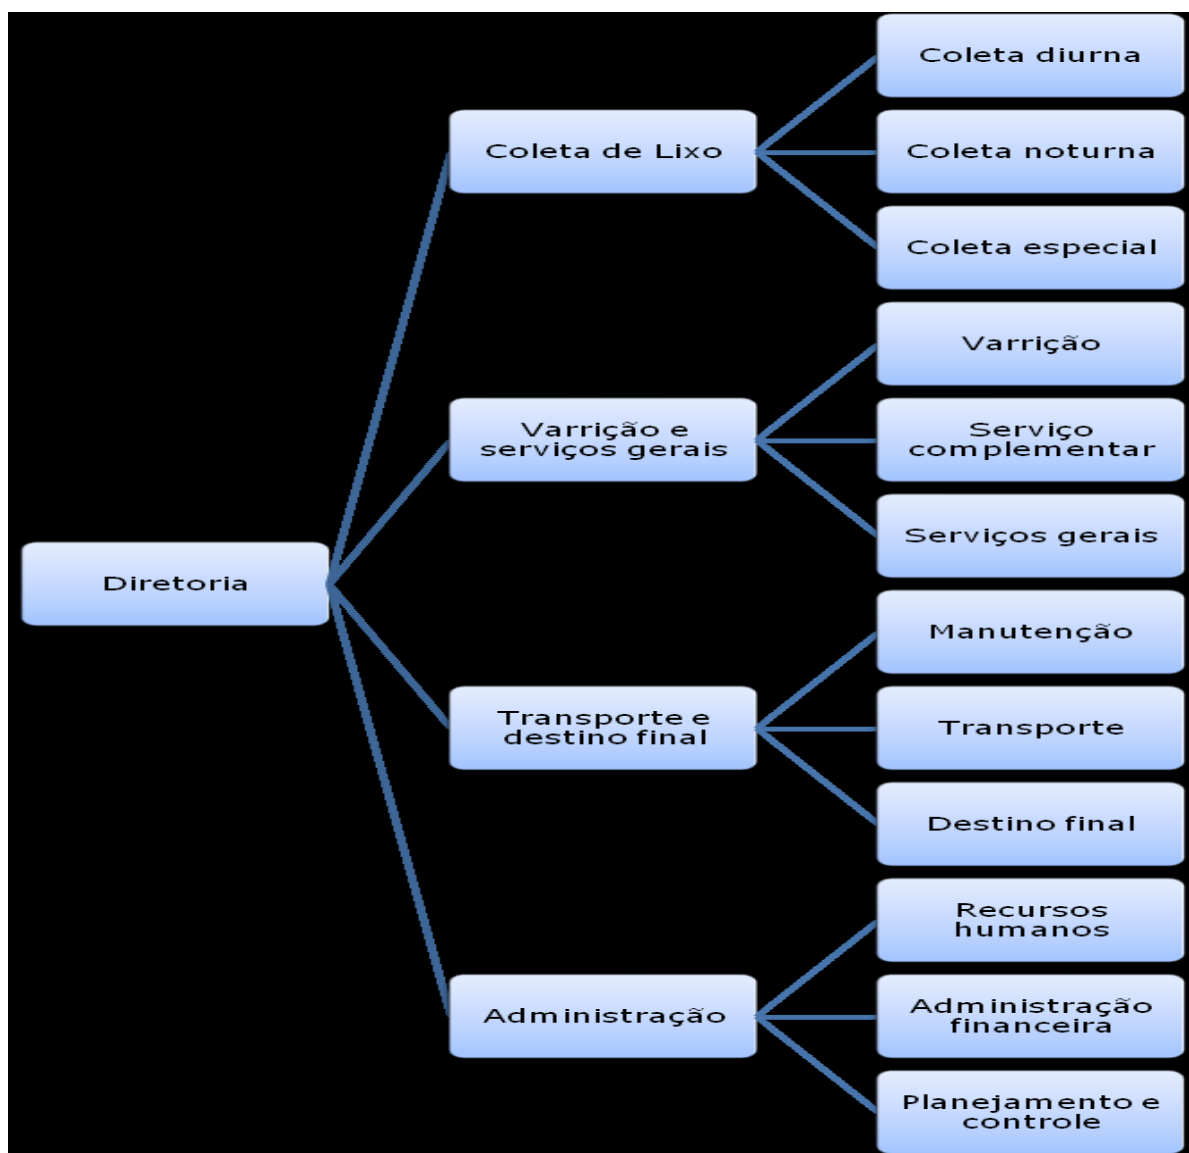 Diretoria
Coleta de Lixo
Coleta diurna
Coleta noturna
Coleta especial
Varrição e
serviços gerais
Varrição
Serviço
complementar
Serviços gerais
Transporte e
destino final
Manutenção
Transporte
Destino final
Administração
Recursos
humanos
Administração
financeira
Planejamento e
controle